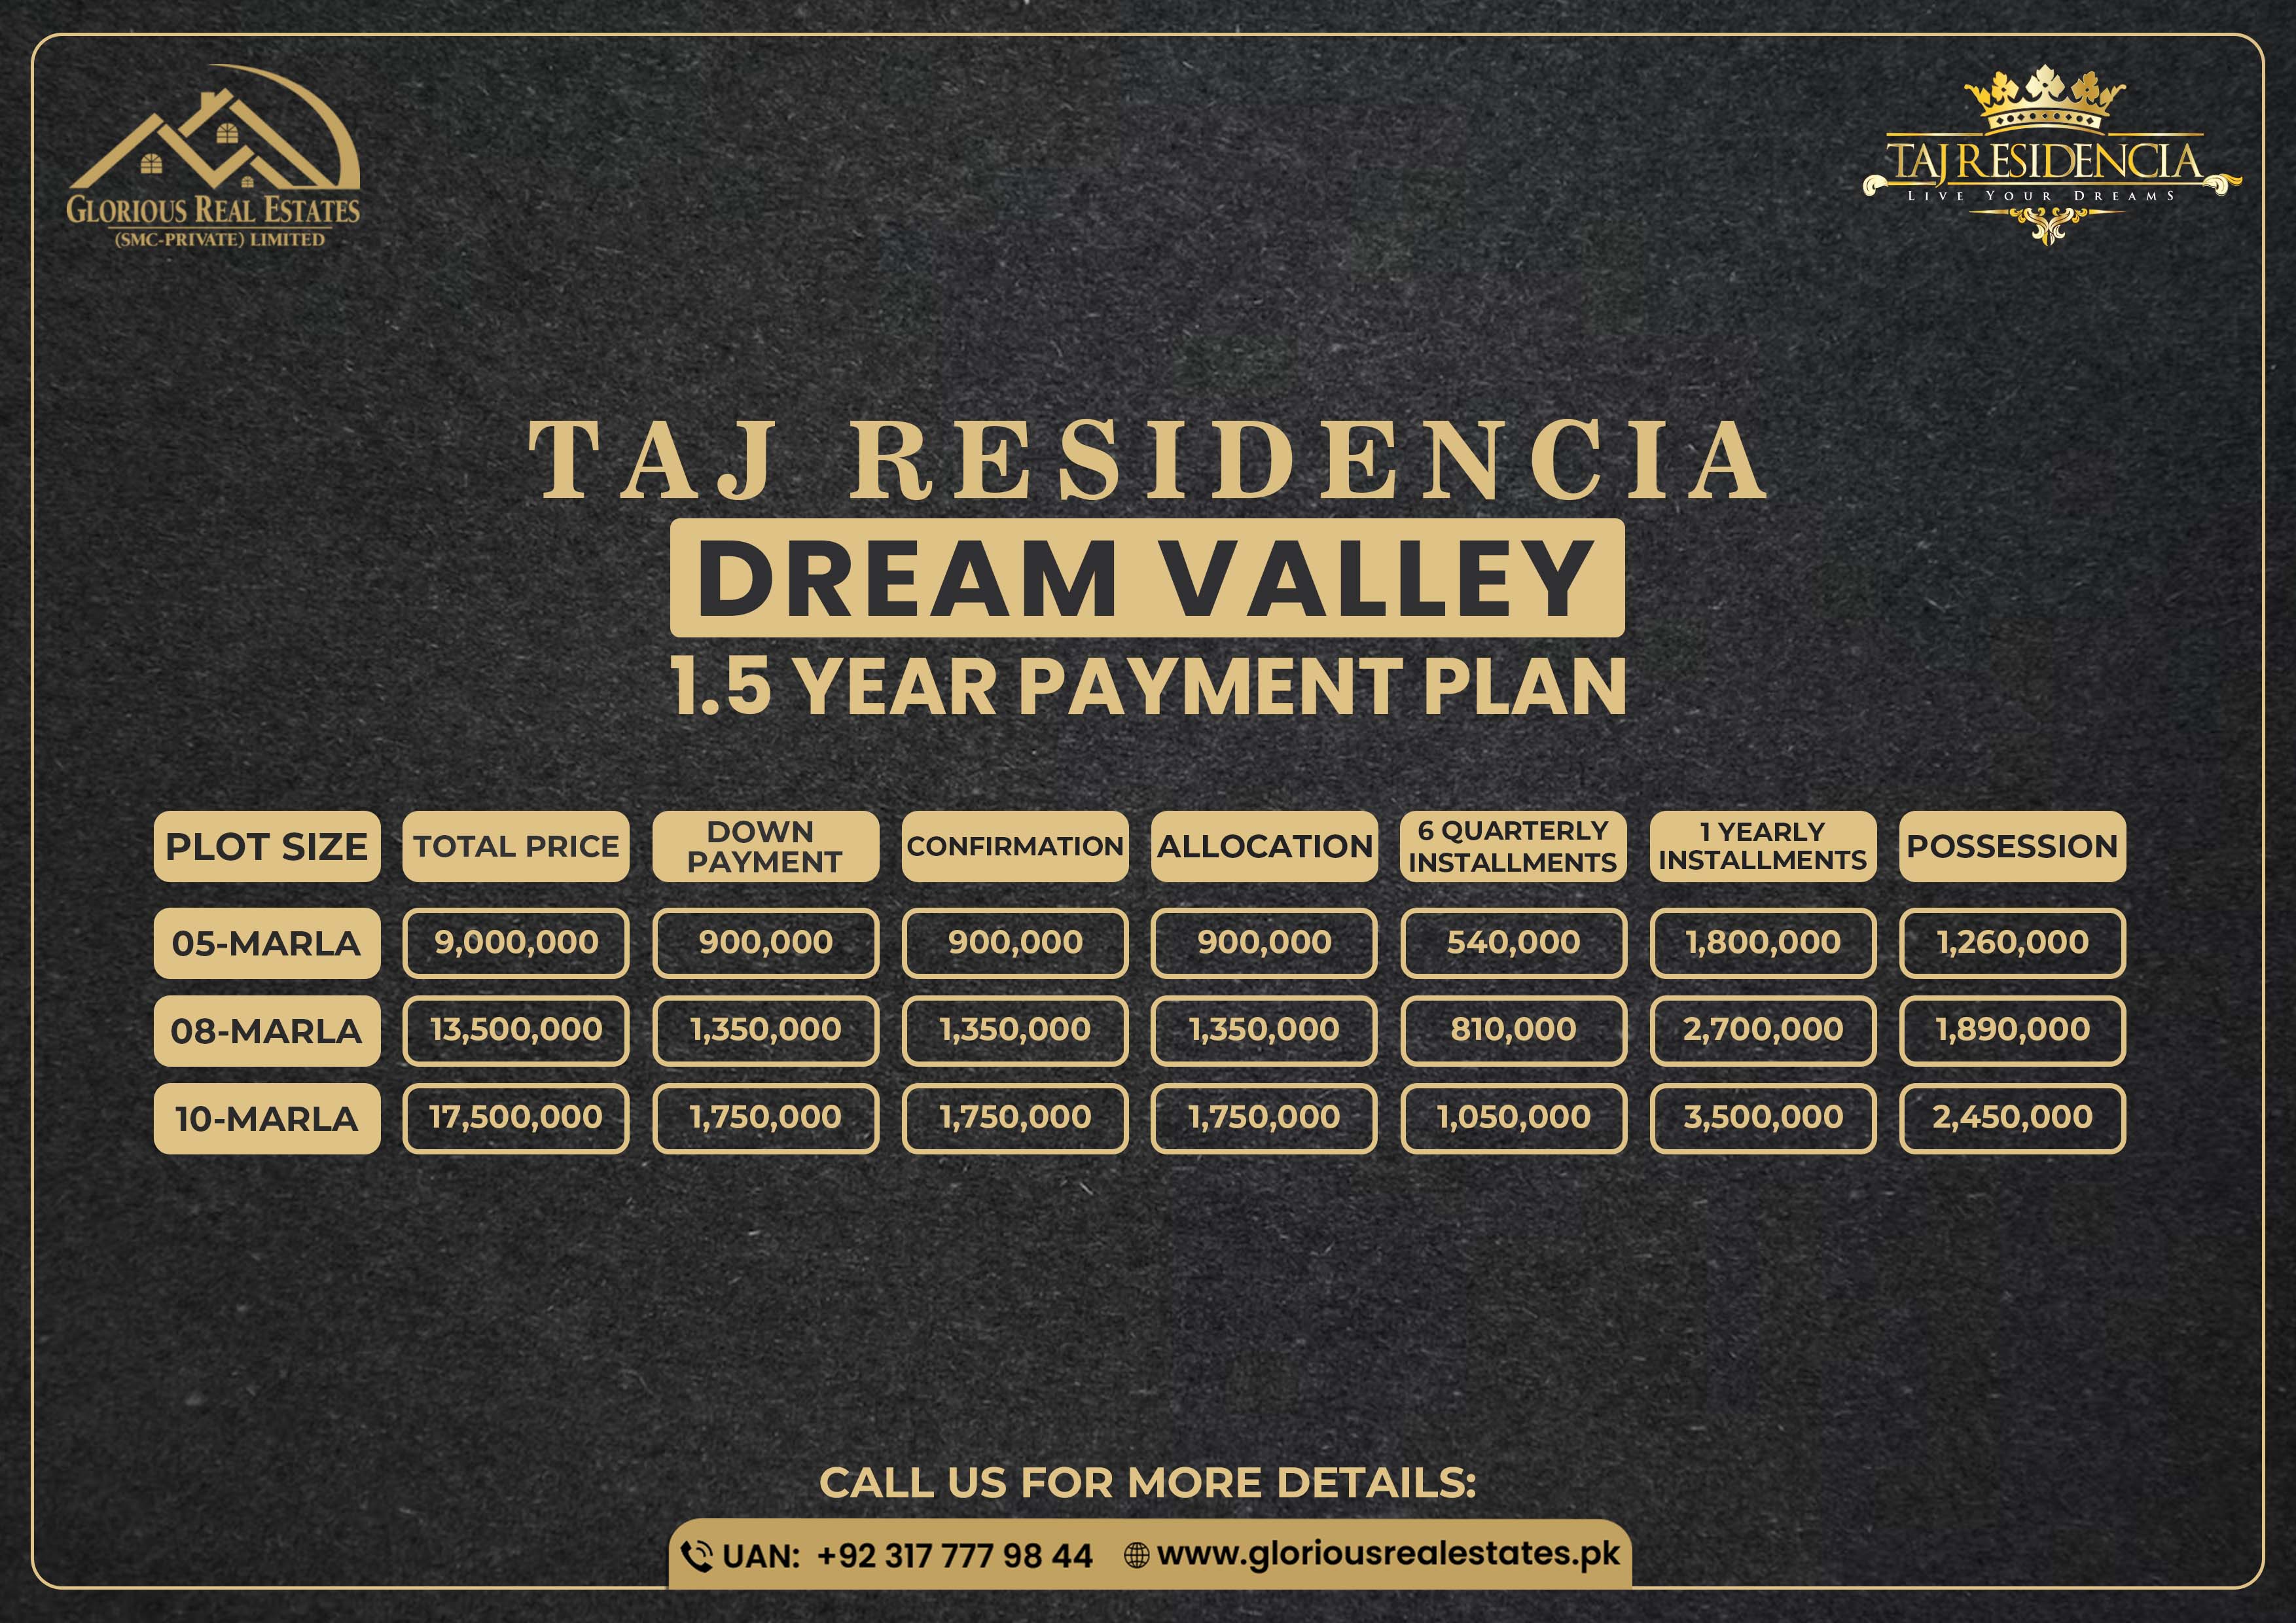 GLORIOUS REAL ESTATES
(SMC-PRIVATE) LIMITED
TAJ RESIDENCIA
LIVE YOUR DREAMS
TAJ RESIDENCIA
DREAM VALLEY
1.5 YEAR PAYMENT PLAN
PLOT SIZE TOTAL PRICE DOWN PAYMENT CONFIRMATION ALLOCATION 6 QUARTERLY INSTALLMENTS 1 YEARLY INSTALLMENTS POSSESSION
05-MARLA 9,000,000 900,000 900,000 900,000 540,000 1,800,000 1,260,000
08-MARLA 13,500,000 1,350,000 1,350,000 1,350,000 810,000 2,700,000 1,890,000
10-MARLA 17,500,000 1,750,000 1,750,000 1,750,000 1,050,000 3,500,000 2,450,000
CALL US FOR MORE DETAILS:
UAN: +92 317 777 98 44 www.gloriousrealestates.pk